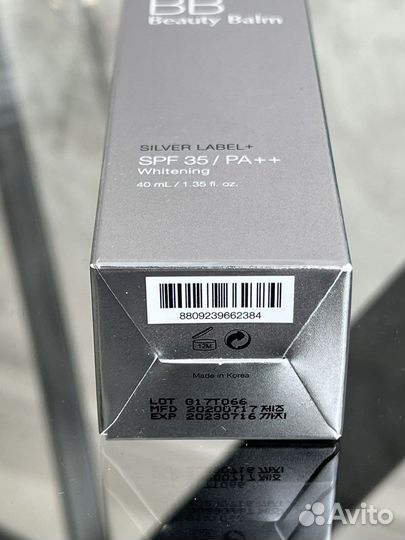 BB
Beauty Balm
SILVER LABEL+
SPF 35 / PA++
Whitening
40 mL / 1.35 fl. oz.
8809239662384
12M
Made in Korea
LOT 017T066
MFD 20200717 제조
EXP 20230716 까지
Avito